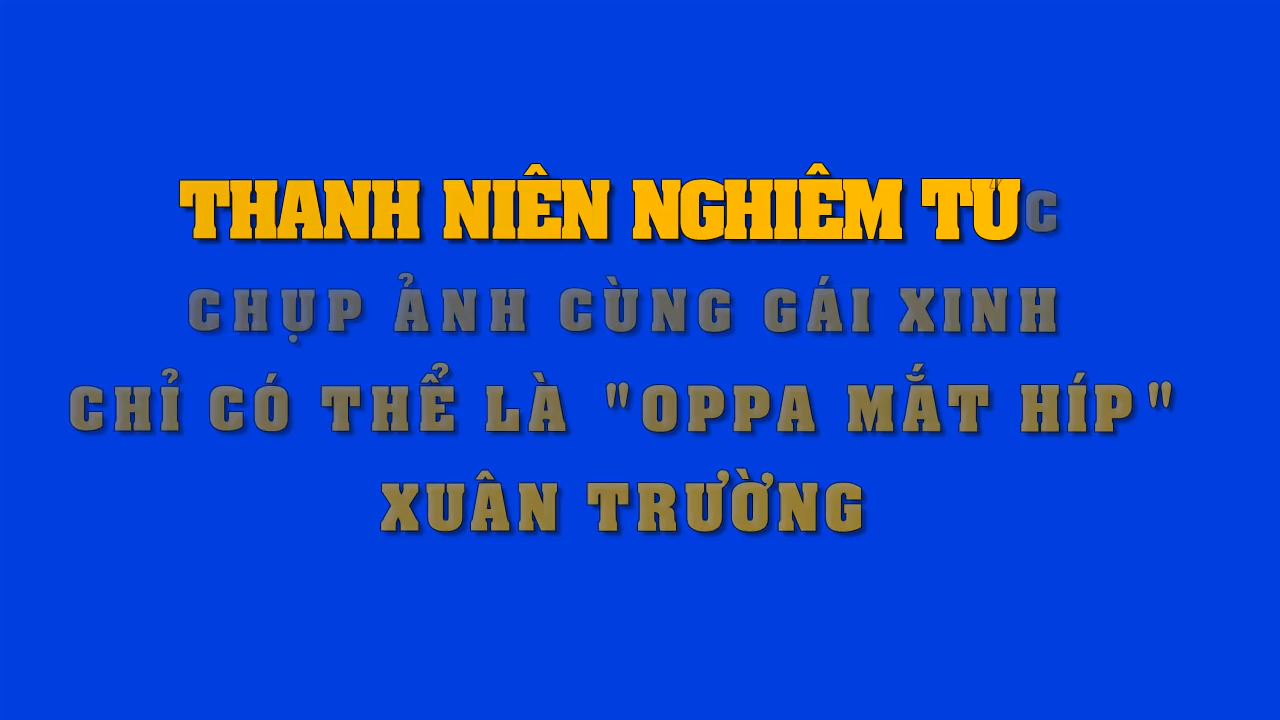 THANH NIÊN NGHIÊM TÚC
CHỤP ẢNH CÙNG GÁI XINH
CHỈ CÓ THỂ LÀ "OPPA MẮT HÍP"
XUÂN TRƯỜNG